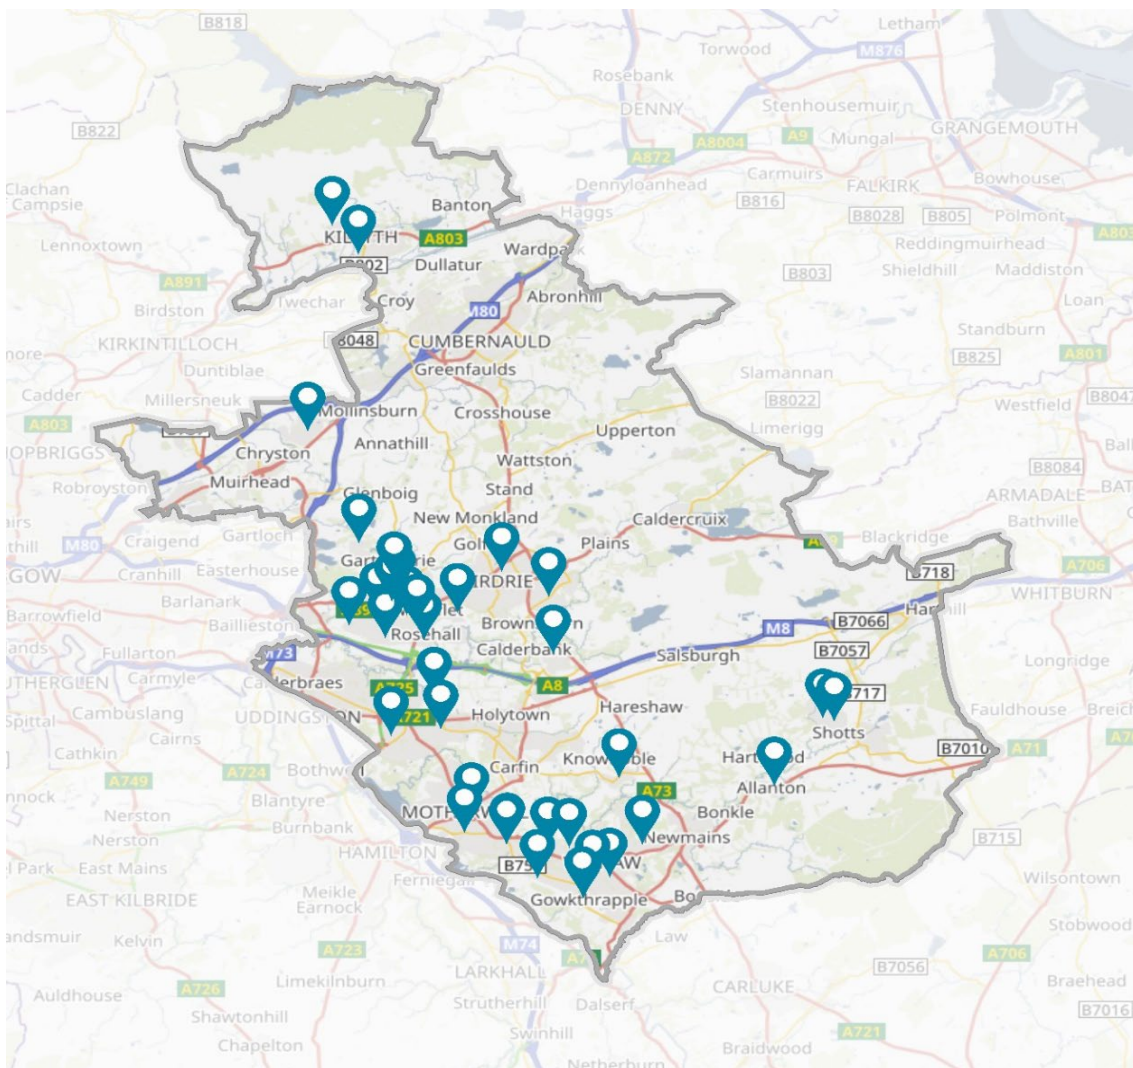 B818
Letham
Torwood
M876
Rosebank
DENNY
Stenhousemuir
B822
A9
GRANGEMOUTH
A8004
Mungal
A872
Carmuirs
Bowhouse
Clachan
of Campsie
Dennyloanhead
FALKIRK
Banton
B816
Haggs
B8028
B805
Polmont
Lennoxtown
A803
A803
Wardpark
Reddingmuirhead
Dullatur
B803
Shieldhill
Maddiston
A891
Twechar
Abronhill
Birdston
Croy
M80
Loan
Standburn
KIRKINTILLOCH
B8048
CUMBERNAULD
B825
A801
Duntiblae
Greenfaulds
Slamannan
Cadder
Millersneuk
B8022
B8047
Mollinsburn
Crosshouse
Westfield
A803
Upperton
Limerigg
Annathill
Chryston
Wattston
B8084
Robroyston
Muirhead
Glenboig
Stand
ARMADALE
New Monkland
Caldercruix
Bathville
M80
Craigend
Gartloch
Plains
Blackridge
Cranhill
Easterhouse
B718
A706
WHITBURN
Barlanark
Barrowfield
Baillieston
Rosehall
B7066
M8
Fullarton
Calderbank
B7057
Salsburgh
Longridge
M73
Carmyle
A8
B717
A725
Hareshaw
Fauldhouse
Cambuslang
UDDINGSTON
A721
Holytown
Spittal
Shotts
Cairns
B7010
A71
Cathkin
A724
Carfin
A749
Allanton
Blantyre
A73
Bonkle
Nerston
Burnbank
Newmains
B715
Nerston
East Mains
HAMILTON
Meikle
Earnock
Gowkthrapple
Wilsontown
EAST KILBRIDE
M74
Law
Stobwood
Kelvin
A723
A706
LARKHALL
B7056
Limekilnburn
CARLUKE
Braehead
Auldhouse
A726
Dalserf
Strutherhill
B7016
Shawtonhill
Swinhill
A721
Chapelton
Braidwood
Netherburn